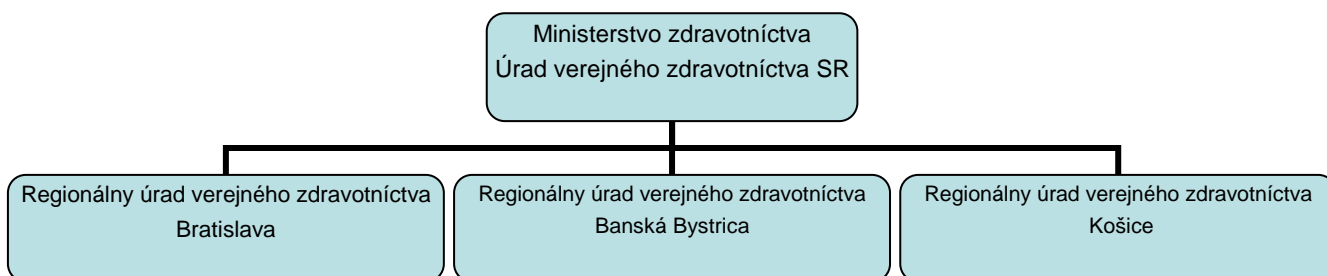 Ministerstvo zdravotníctva
Úrad verejného zdravotníctva SR
Regionálny úrad verejného zdravotníctva
Bratislava
Regionálny úrad verejného zdravotníctva
Banská Bystrica
Regionálny úrad verejného zdravotníctva
Košice